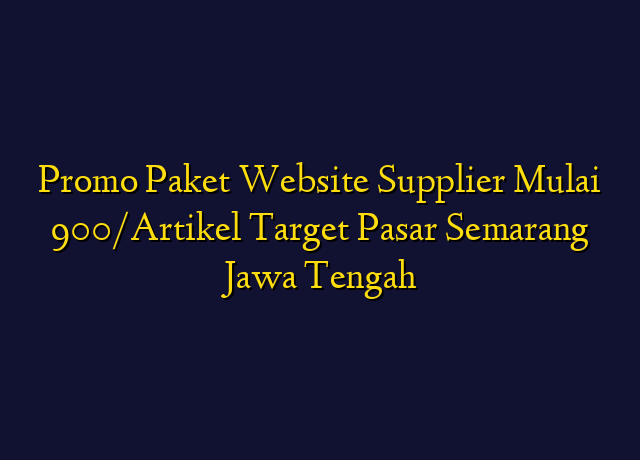 Promo Paket Website Supplier Mulai
900/Artikel Target Pasar Semarang
Jawa Tengah